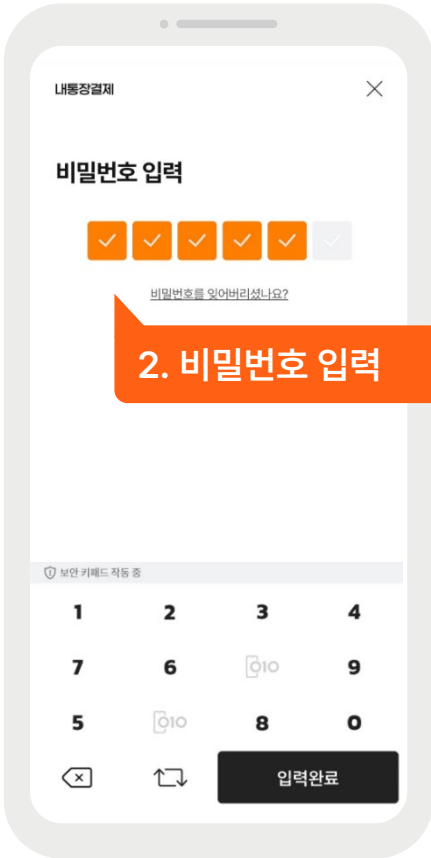 내통장결제
비밀번호 입력
비밀번호를 잊어버리셨나요?
2. 비밀번호 입력
보안 키패드 작동 중
1 2 3 4
7 6 010 9
5 010 8 0
입력완료